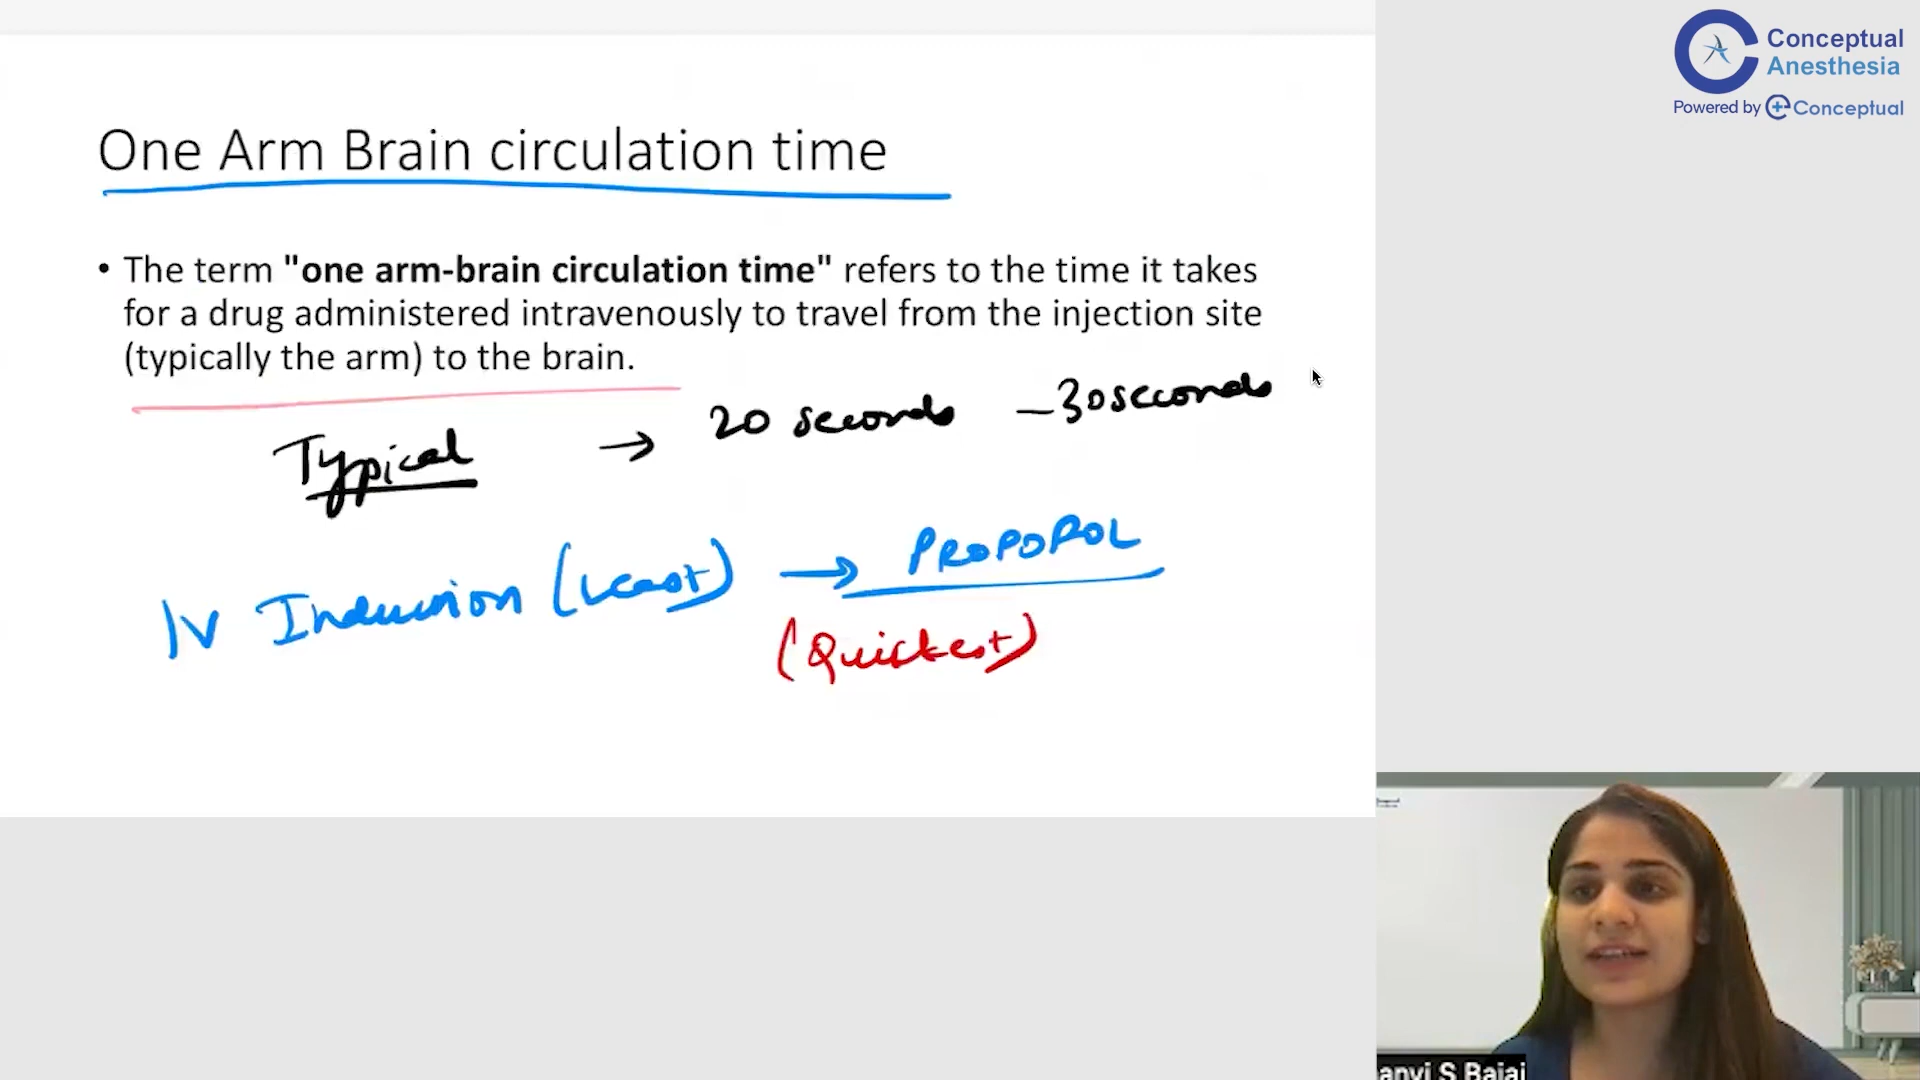 Conceptual
Anesthesia
Powered by Conceptual
One Arm Brain circulation time
• The term "one arm-brain circulation time" refers to the time it takes
for a drug administered intravenously to travel from the injection site
(typically the arm) to the brain.
Typical → 20 seconds – 30 seconds
IV Induction (Least) → PROPOFOL
(Quickest)
anvi S Bajaj